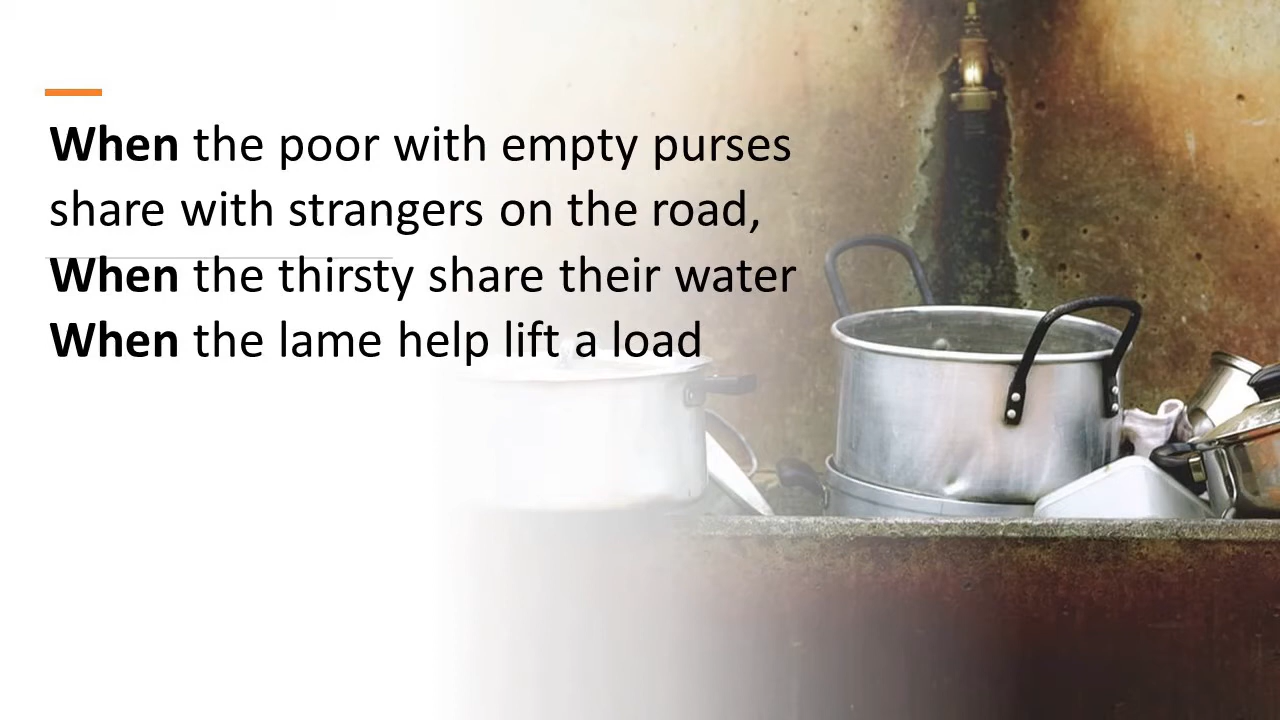 When the poor with empty purses
share with strangers on the road,
When the thirsty share their water
When the lame help lift a load